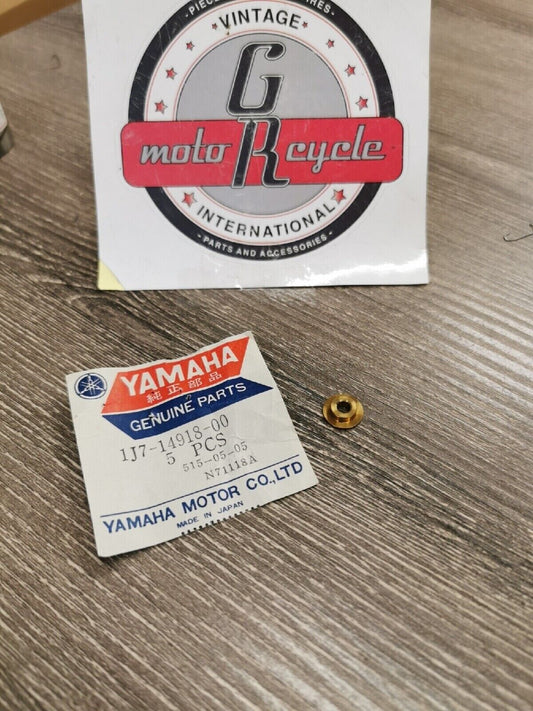 VINTAGE
GR
moto cycle
INTERNATIONAL
- PARTS AND ACCESSORIES -
YAMAHA
純正部品
GENUINE PARTS
1J7-14918-00
5 PCS
515-05-05
N71118A
YAMAHA MOTOR CO.,LTD
MADE IN JAPAN